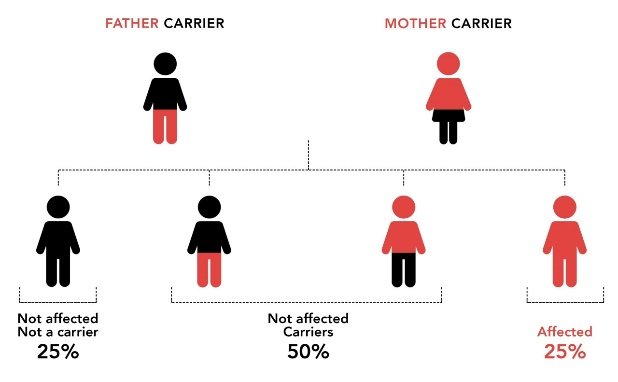 FATHER CARRIER
MOTHER CARRIER
Not affected
Not a carrier
25%
Not affected
Carriers
50%
Affected
25%